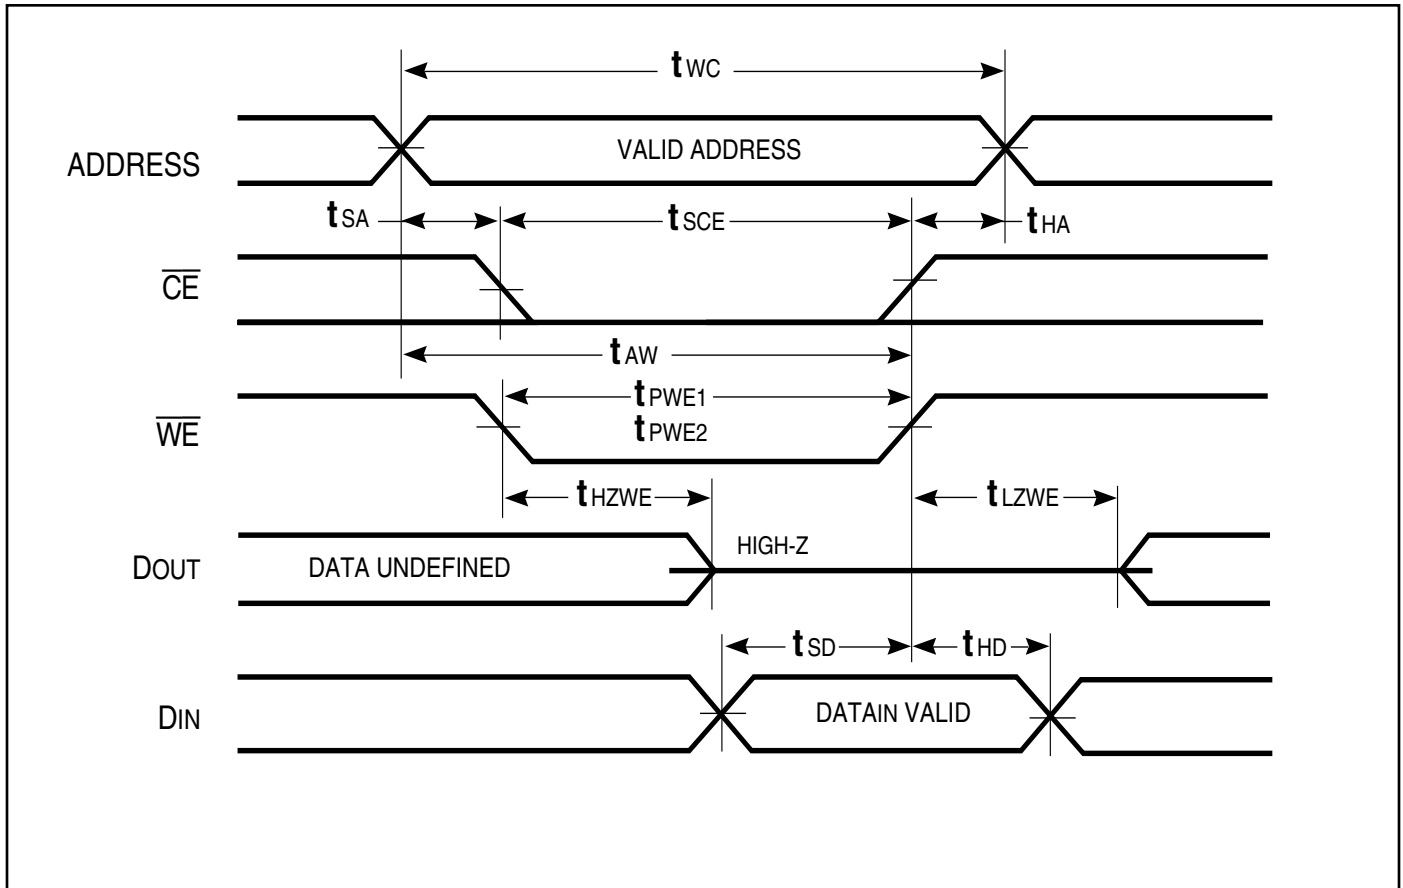 tWC
ADDRESS
VALID ADDRESS
tSA
tSCE
tHA
CE
tAW
tPWE1
WE
tPWE2
tHZWE
tLZWE
DOUT
DATA UNDEFINED
HIGH-Z
tSD
tHD
DIN
DATAIN VALID